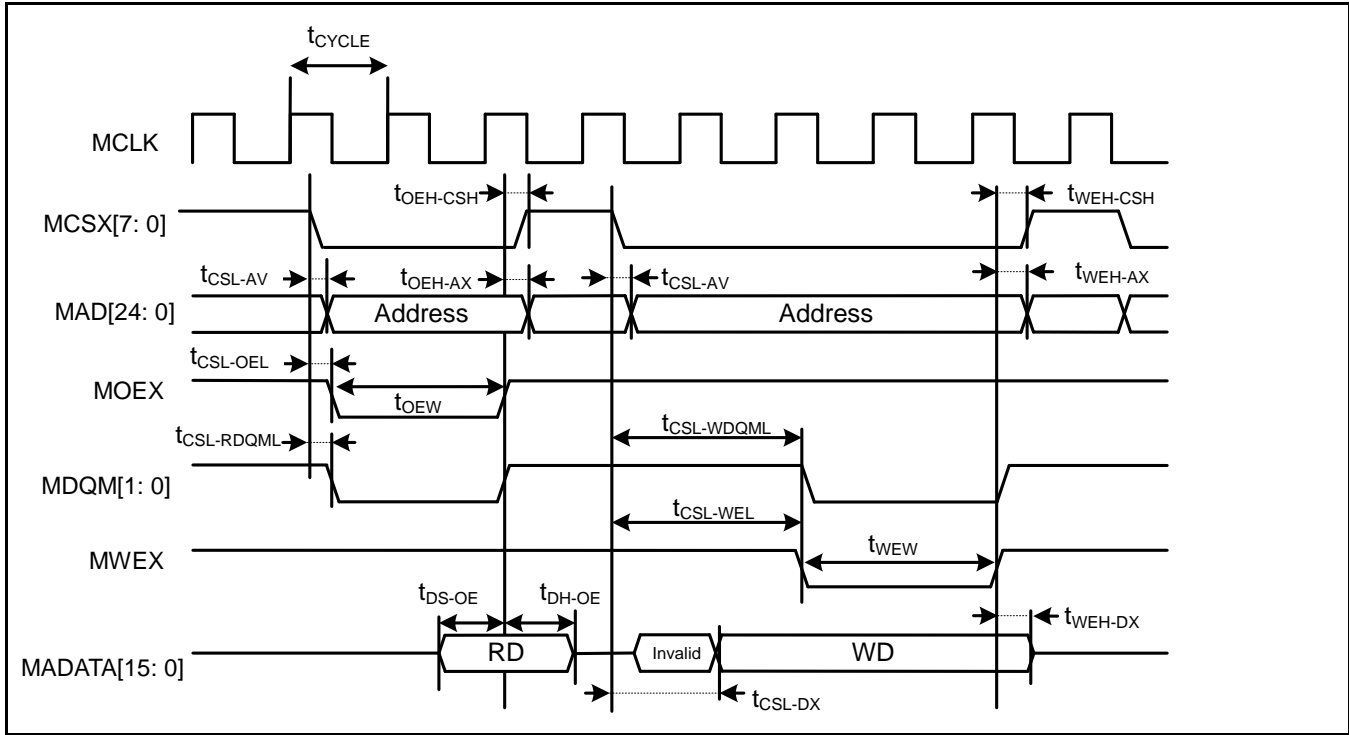 tCYCLE
MCLK
tOEH-CSH
tWEH-CSH
MCSX[7: 0]
tCSL-AV
tOEH-AX
tCSL-AV
tWEH-AX
MAD[24: 0]
Address
Address
tCSL-OEL
MOEX
tOEW
tCSL-RDQML
tCSL-WDQML
MDQM[1: 0]
tCSL-WEL
MWEX
tWEW
tDS-OE
tDH-OE
tWEH-DX
MADATA[15: 0]
RD
Invalid
WD
tCSL-DX